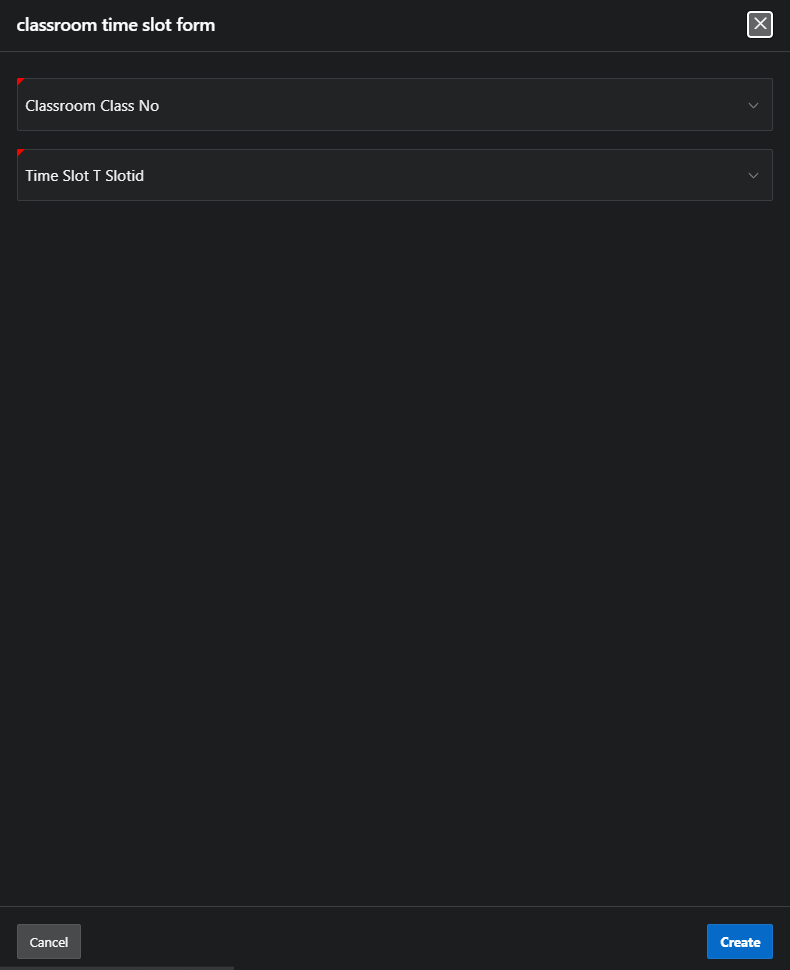 classroom time slot form
Classroom Class No
Time Slot T Slotid
Cancel
Create